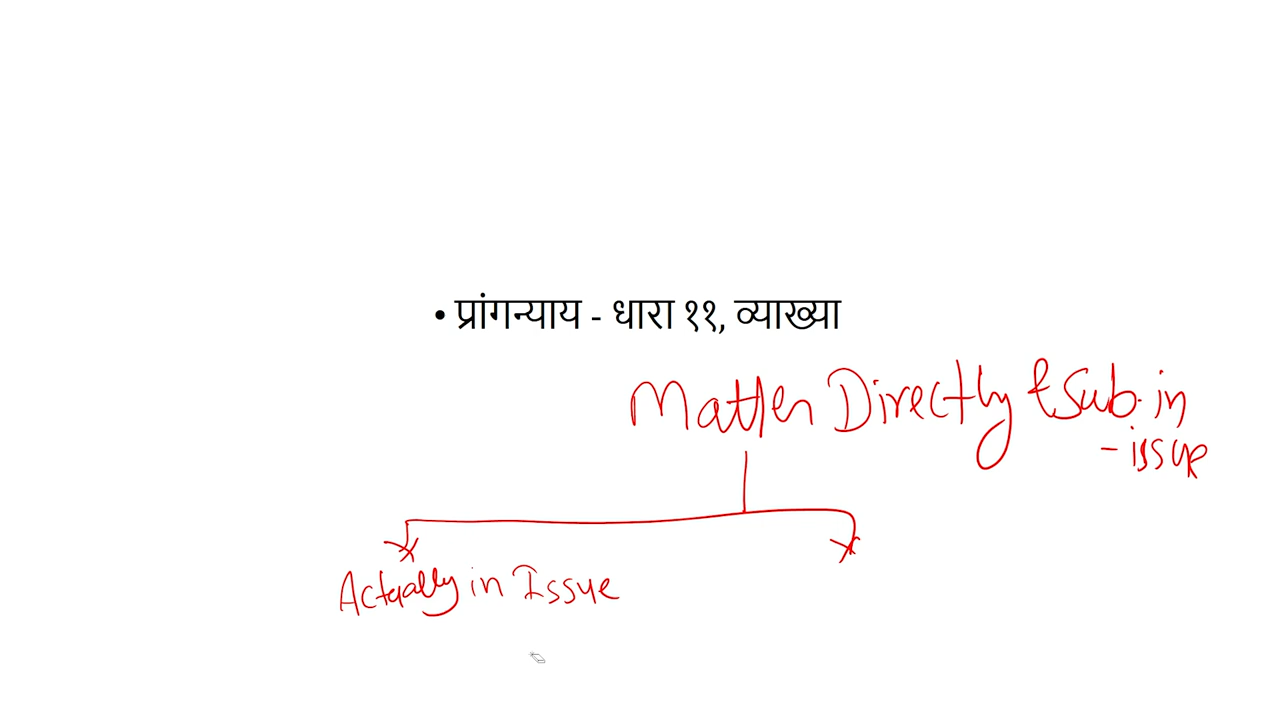 • प्रांगन्याय - धारा ११, व्याख्या
Matter Directly & Sub. in
- issue
Actually in Issue